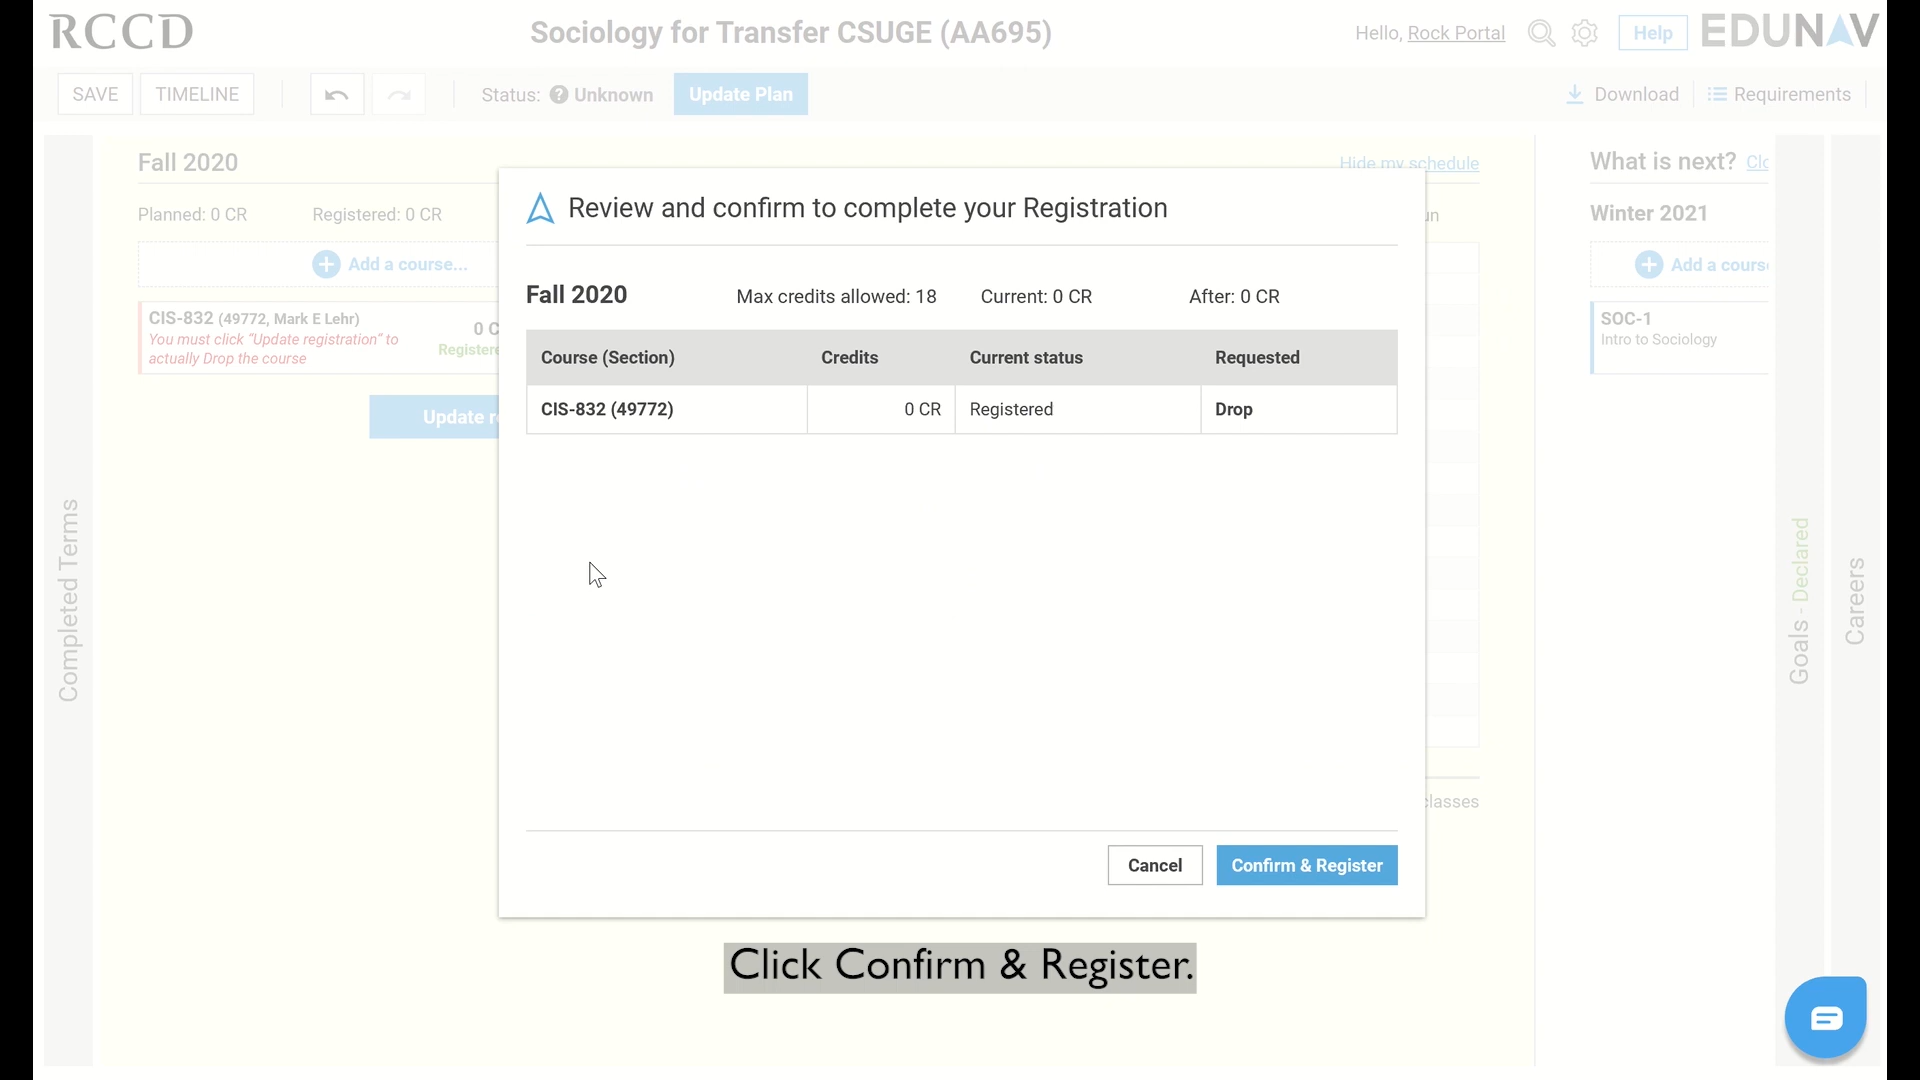 RCCD
Sociology for Transfer CSUGE (AA695)
Hello, Rock Portal
Help
EDUNAV
SAVE
TIMELINE
Status: ? Unknown
Update Plan
Download
Requirements
Fall 2020
Hide my schedule
What is next?
Planned: 0 CR
Registered: 0 CR
Winter 2021
Add a course...
Add a course
CIS-832 (49772, Mark E Lehr)
You must click "Update registration" to
actually Drop the course
0 C
Registere
SOC-1
Intro to Sociology
Update r
Completed Terms
Review and confirm to complete your Registration
Fall 2020
Max credits allowed: 18
Current: 0 CR
After: 0 CR
Course (Section)
Credits
Current status
Requested
CIS-832 (49772)
0 CR
Registered
Drop
classes
Cancel
Confirm & Register
Goals - Declared
Careers
Click Confirm & Register.